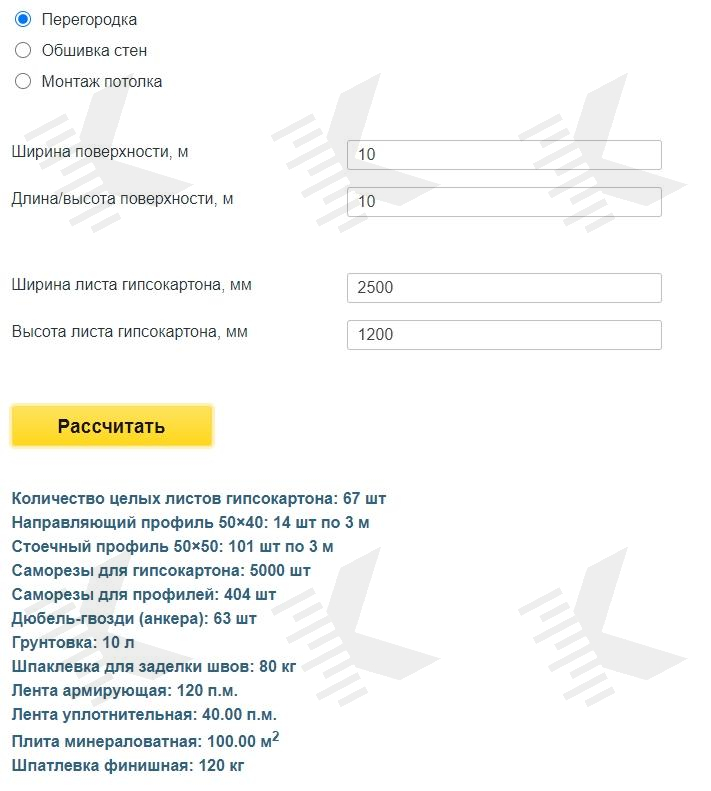 Перегородка
Обшивка стен
Монтаж потолка
Ширина поверхности, м
10
Длина/высота поверхности, м
10
Ширина листа гипсокартона, мм
2500
Высота листа гипсокартона, мм
1200
Рассчитать
Количество целых листов гипсокартона: 67 шт
Направляющий профиль 50×40: 14 шт по 3 м
Стоечный профиль 50×50: 101 шт по 3 м
Саморезы для гипсокартона: 5000 шт
Саморезы для профилей: 404 шт
Дюбель-гвозди (анкера): 63 шт
Грунтовка: 10 л
Шпаклевка для заделки швов: 80 кг
Лента армирующая: 120 п.м.
Лента уплотнительная: 40.00 п.м.
Плита минераловатная: 100.00 м²
Шпатлевка финишная: 120 кг